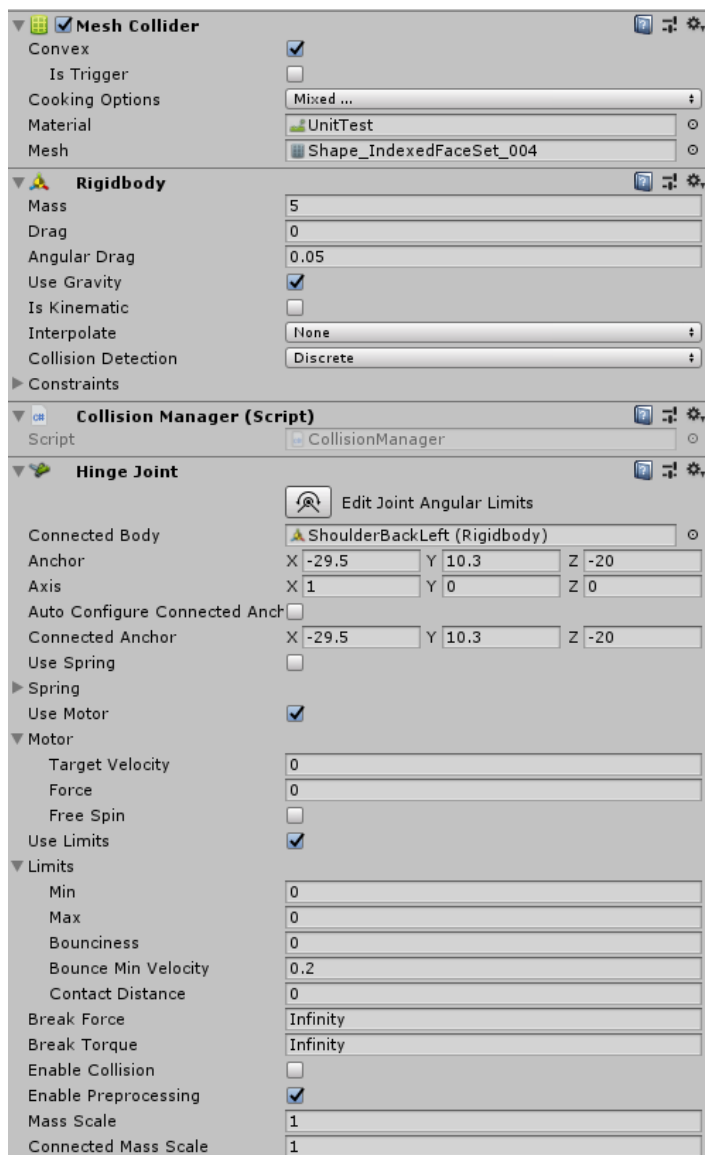 Mesh Collider
Convex
Is Trigger
Cooking Options Mixed ...
Material UnitTest
Mesh Shape_IndexedFaceSet_004
Rigidbody
Mass 5
Drag 0
Angular Drag 0.05
Use Gravity
Is Kinematic
Interpolate None
Collision Detection Discrete
Constraints
c# Collision Manager (Script)
Script CollisionManager
Hinge Joint
Edit Joint Angular Limits
Connected Body ShoulderBackLeft (Rigidbody)
Anchor X -29.5 Y 10.3 Z -20
Axis X 1 Y 0 Z 0
Auto Configure Connected Anch
Connected Anchor X -29.5 Y 10.3 Z -20
Use Spring
Spring
Use Motor
Motor
Target Velocity 0
Force 0
Free Spin
Use Limits
Limits
Min 0
Max 0
Bounciness 0
Bounce Min Velocity 0.2
Contact Distance 0
Break Force Infinity
Break Torque Infinity
Enable Collision
Enable Preprocessing
Mass Scale 1
Connected Mass Scale 1